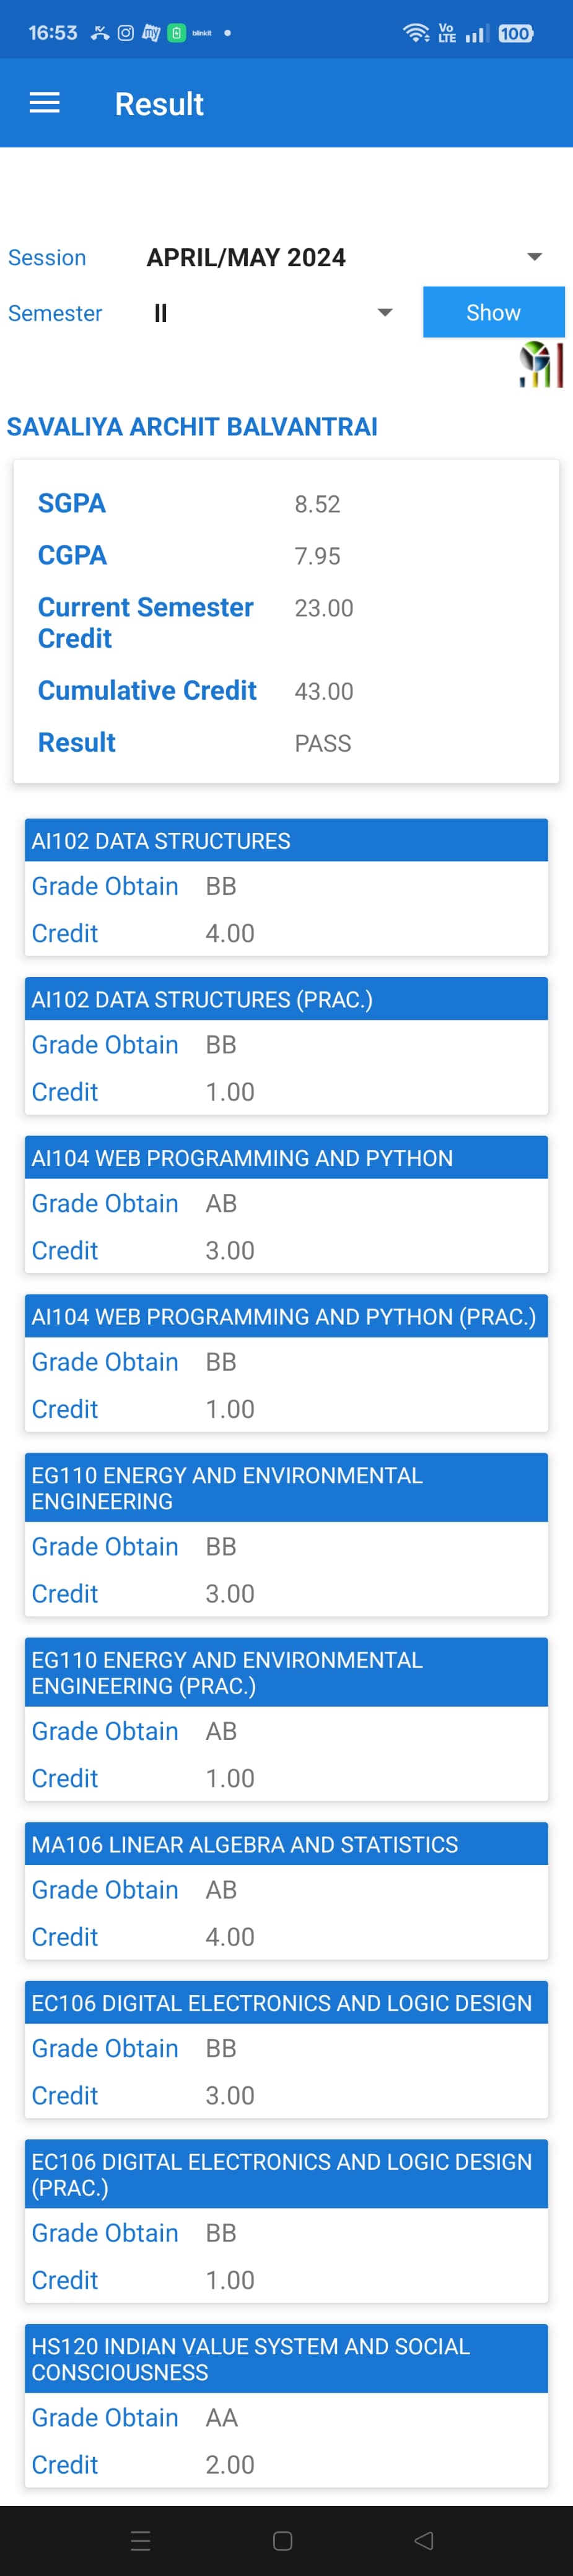 16:53 blinkit Vo LTE 100
Result
Session APRIL/MAY 2024
Semester II Show
SAVALIYA ARCHIT BALVANTRAI
SGPA 8.52
CGPA 7.95
Current Semester 23.00
Credit
Cumulative Credit 43.00
Result PASS
AI102 DATA STRUCTURES
Grade Obtain BB
Credit 4.00
AI102 DATA STRUCTURES (PRAC.)
Grade Obtain BB
Credit 1.00
AI104 WEB PROGRAMMING AND PYTHON
Grade Obtain AB
Credit 3.00
AI104 WEB PROGRAMMING AND PYTHON (PRAC.)
Grade Obtain BB
Credit 1.00
EG110 ENERGY AND ENVIRONMENTAL
ENGINEERING
Grade Obtain BB
Credit 3.00
EG110 ENERGY AND ENVIRONMENTAL
ENGINEERING (PRAC.)
Grade Obtain AB
Credit 1.00
MA106 LINEAR ALGEBRA AND STATISTICS
Grade Obtain AB
Credit 4.00
EC106 DIGITAL ELECTRONICS AND LOGIC DESIGN
Grade Obtain BB
Credit 3.00
EC106 DIGITAL ELECTRONICS AND LOGIC DESIGN
(PRAC.)
Grade Obtain BB
Credit 1.00
HS120 INDIAN VALUE SYSTEM AND SOCIAL
CONSCIOUSNESS
Grade Obtain AA
Credit 2.00